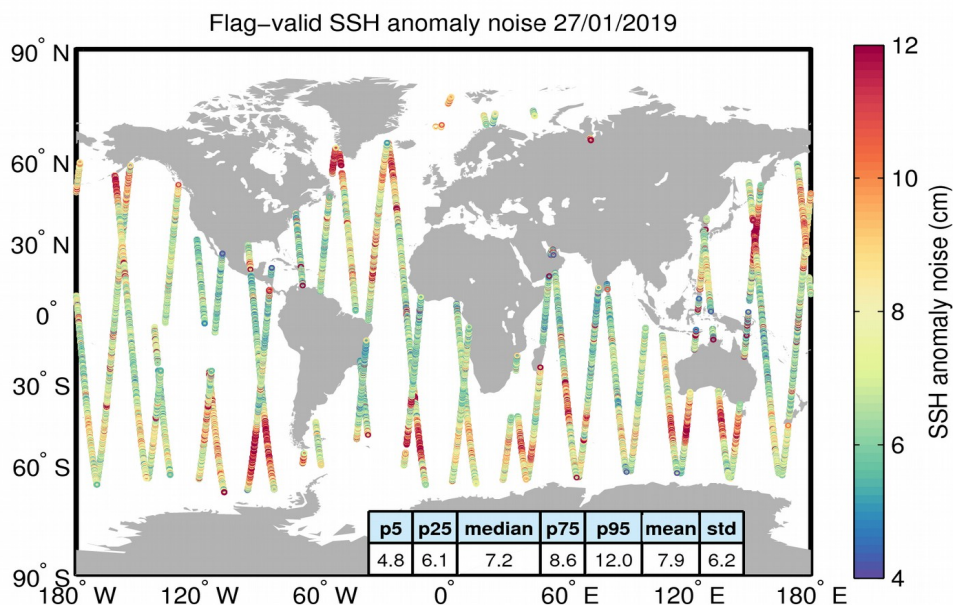 Flag−valid SSH anomaly noise 27/01/2019
90° N
60° N
30° N
0°
30° S
60° S
90° S
180° W
120° W
60° W
0°
60° E
120° E
180° E
p5 p25 median p75 p95 mean std
4.8 6.1 7.2 8.6 12.0 7.9 6.2
12
10
8
6
4
SSH anomaly noise (cm)